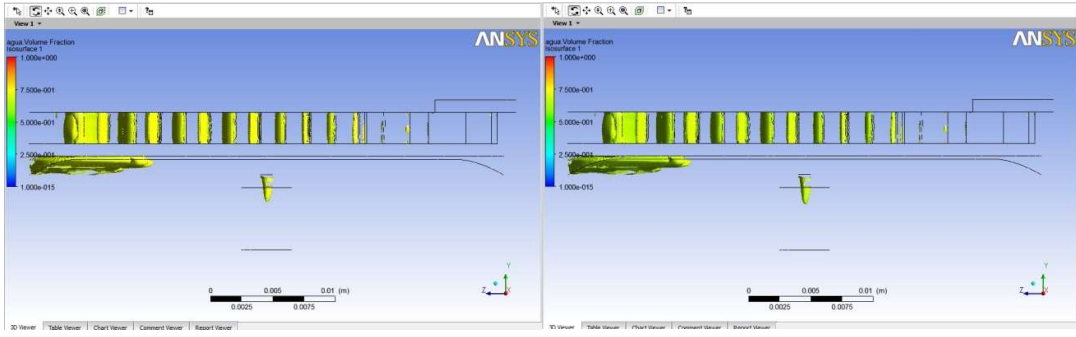 View 1
agua Volume Fraction
Isosurface 1
1.000e+000
7.500e-001
5.000e-001
2.500e-001
1.000e-015
ANSYS
Y
Z
X
0 0.005 0.01 (m)
0.0025 0.0075
3D Viewer Table Viewer Chart Viewer Comment Viewer Report Viewer
View 1
agua Volume Fraction
Isosurface 1
1.000e+000
7.500e-001
5.000e-001
2.500e-001
1.000e-015
ANSYS
Y
Z
X
0 0.005 0.01 (m)
0.0025 0.0075
3D Viewer Table Viewer Chart Viewer Comment Viewer Report Viewer